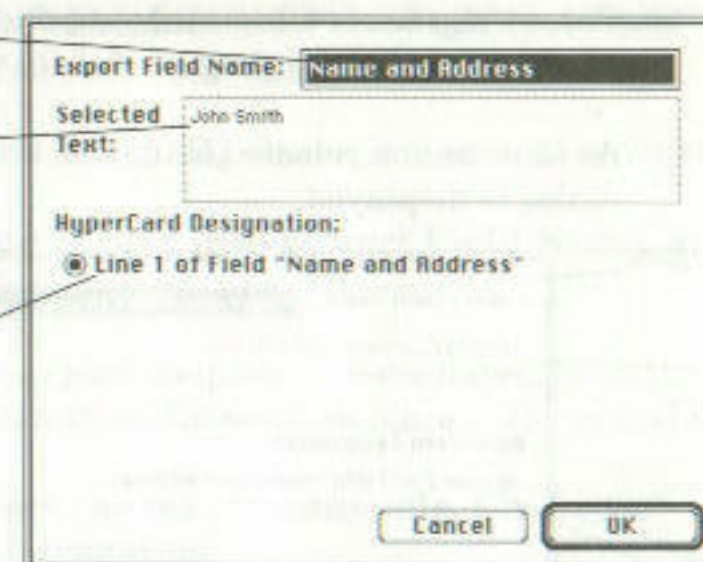 Export Field Name: Name and Address
Selected Text: John Smith
HyperCard Designation:
Line 1 of Field "Name and Address"
Cancel OK